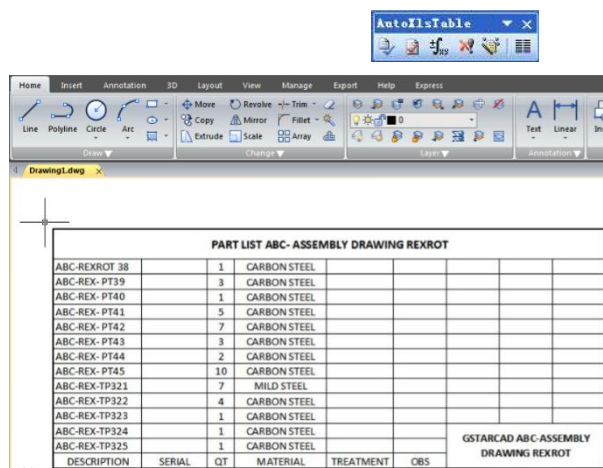 AutoXlsTable
Home Insert Annotation 3D Layout View Manage Export Help Express
Move Revolve Trim
Copy Mirror Fillet
Line Polyline Circle Arc
Extrude Scale Array
0
Text Linear
Draw Change Layer Annotation
Drawing1.dwg
PART LIST ABC- ASSEMBLY DRAWING REXROT
ABC-REXROT 38 1 CARBON STEEL
ABC-REX- PT39 3 CARBON STEEL
ABC-REX- PT40 1 CARBON STEEL
ABC-REX- PT41 5 CARBON STEEL
ABC-REX- PT42 7 CARBON STEEL
ABC-REX- PT43 3 CARBON STEEL
ABC-REX- PT44 2 CARBON STEEL
ABC-REX- PT45 10 CARBON STEEL
ABC-REX-TP321 7 MILD STEEL
ABC-REX-TP322 4 CARBON STEEL
ABC-REX-TP323 1 CARBON STEEL
ABC-REX-TP324 1 CARBON STEEL
ABC-REX-TP325 1 CARBON STEEL
GSTARCAD ABC-ASSEMBLY
DRAWING REXROT
DESCRIPTION SERIAL QT MATERIAL TREATMENT OBS